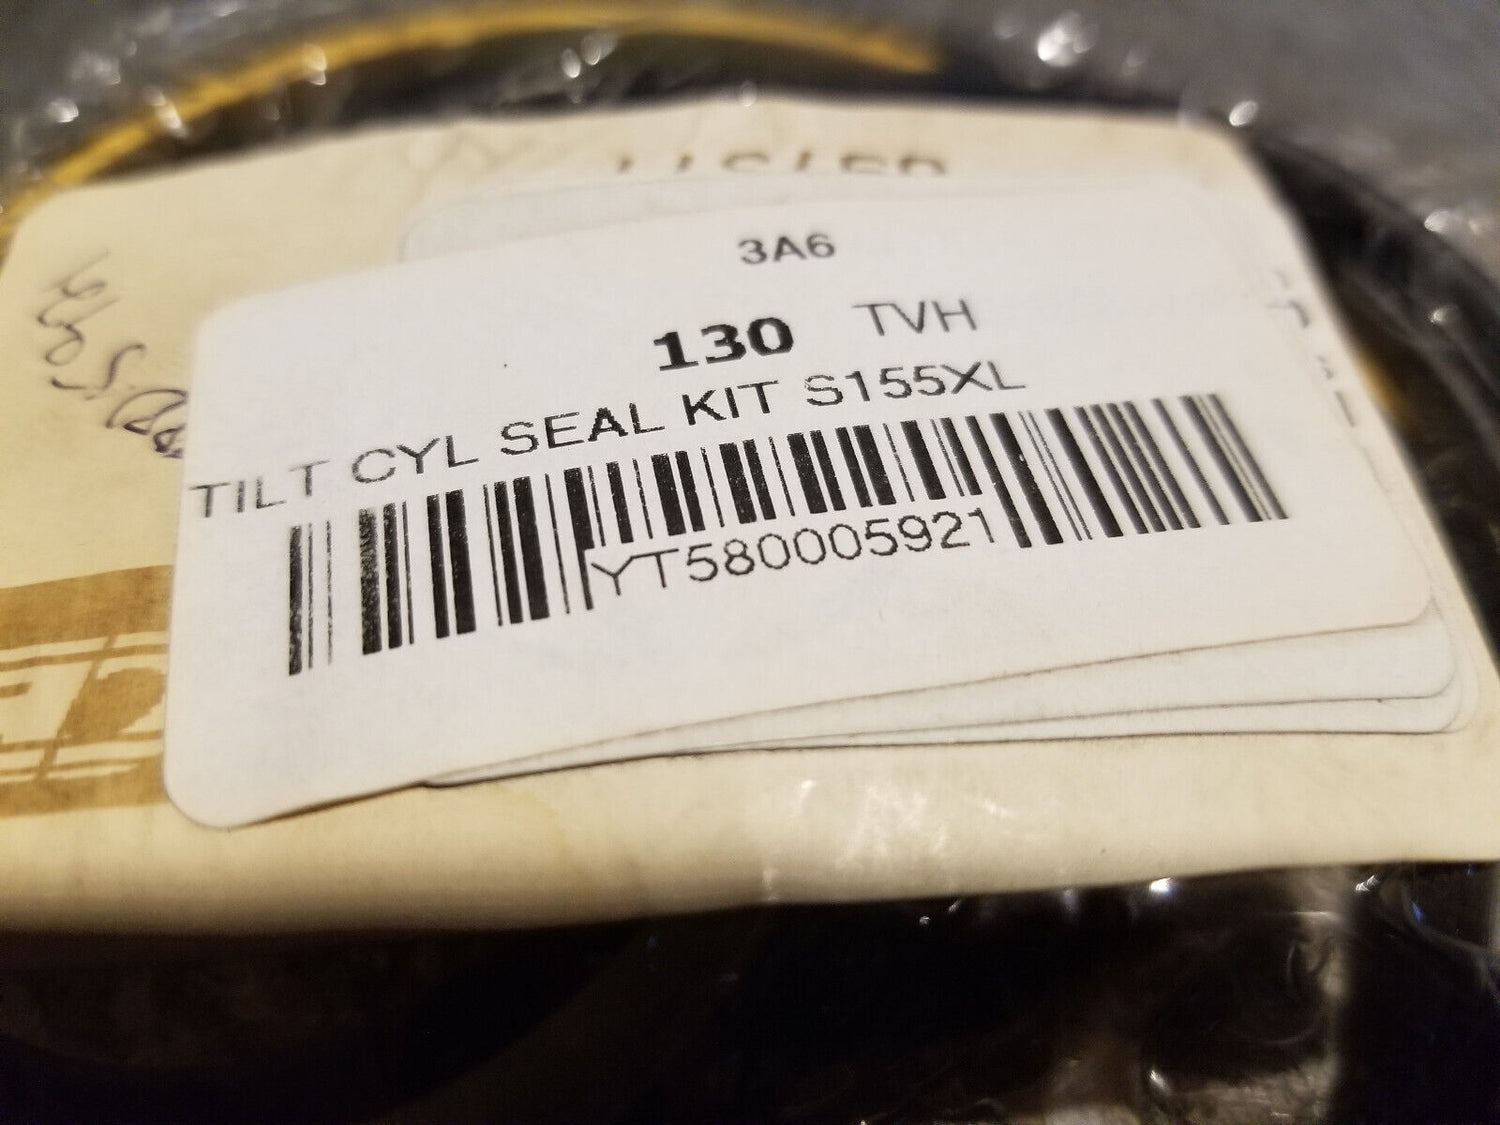 3A6
130 TVH
TILT CYL SEAL KIT S155XL
YT580005921